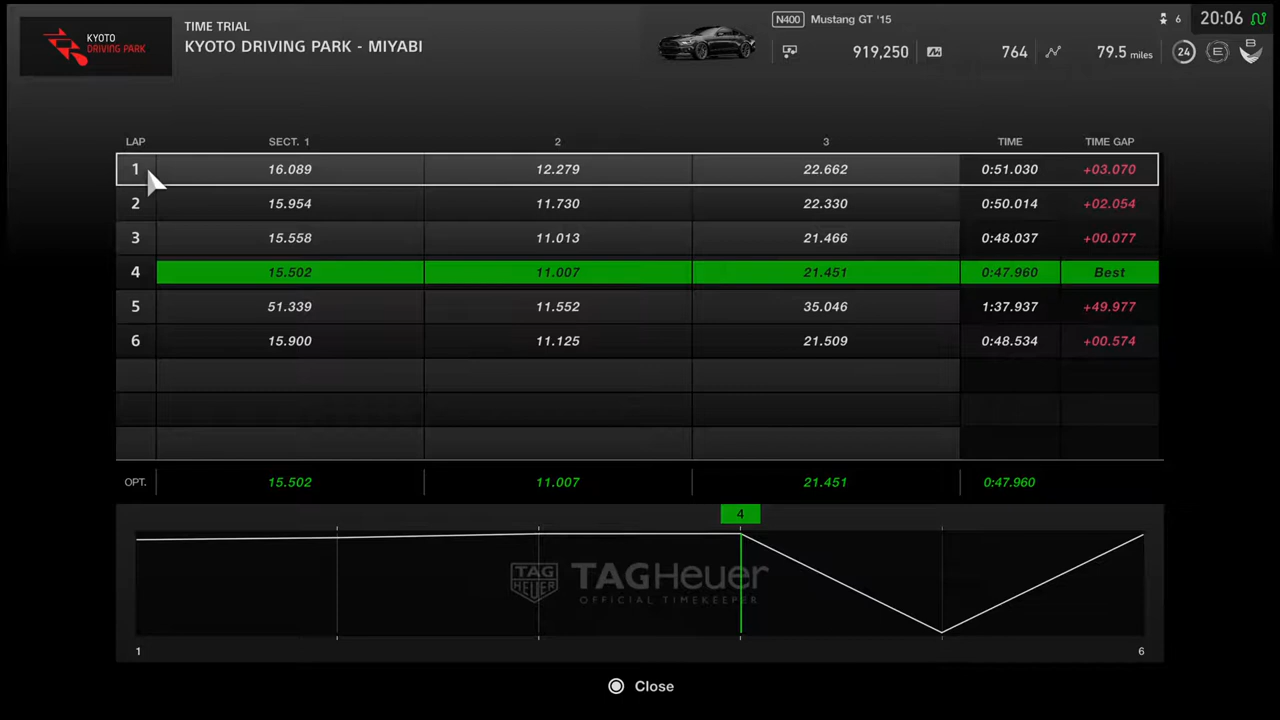 KYOTO
DRIVING PARK
TIME TRIAL
KYOTO DRIVING PARK - MIYABI
N400 Mustang GT '15
6 20:06
919,250 764 79.5 miles 24 E B
LAP SECT. 1 2 3 TIME TIME GAP
1 16.089 12.279 22.662 0:51.030 +03.070
2 15.954 11.730 22.330 0:50.014 +02.054
3 15.558 11.013 21.466 0:48.037 +00.077
4 15.502 11.007 21.451 0:47.960 Best
5 51.339 11.552 35.046 1:37.937 +49.977
6 15.900 11.125 21.509 0:48.534 +00.574
OPT. 15.502 11.007 21.451 0:47.960
4
TAG
HEUER
TAGHeuer
OFFICIAL TIMEKEEPER
1 6
Close